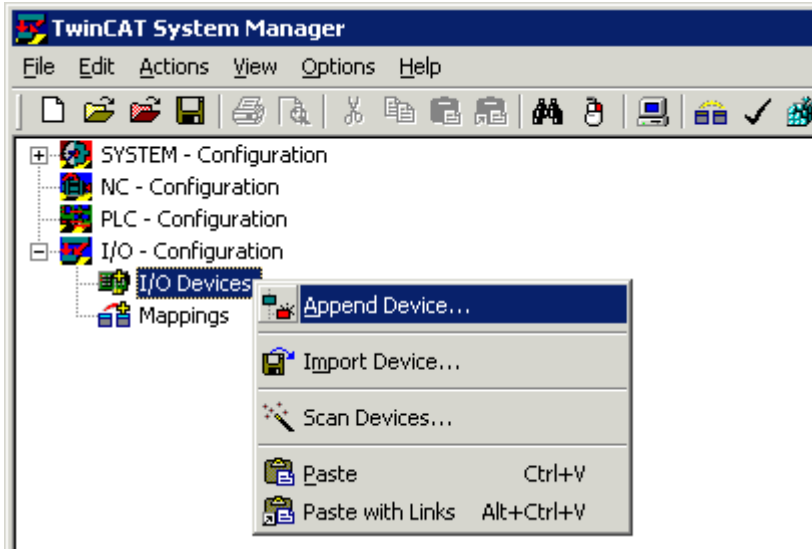 TwinCAT System Manager
File Edit Actions View Options Help
SYSTEM - Configuration
NC - Configuration
PLC - Configuration
I/O - Configuration
I/O Devices
Append Device...
Mappings
Import Device...
Scan Devices...
Paste Ctrl+V
Paste with Links Alt+Ctrl+V